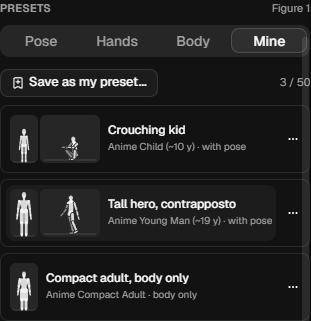 PRESETS Figure 1
Pose Hands Body Mine
Save as my preset... 3 / 50
Crouching kid
Anime Child (~10 y) · with pose
...
Tall hero, contrapposto
Anime Young Man (~19 y) · with pose
...
Compact adult, body only
Anime Compact Adult · body only
...